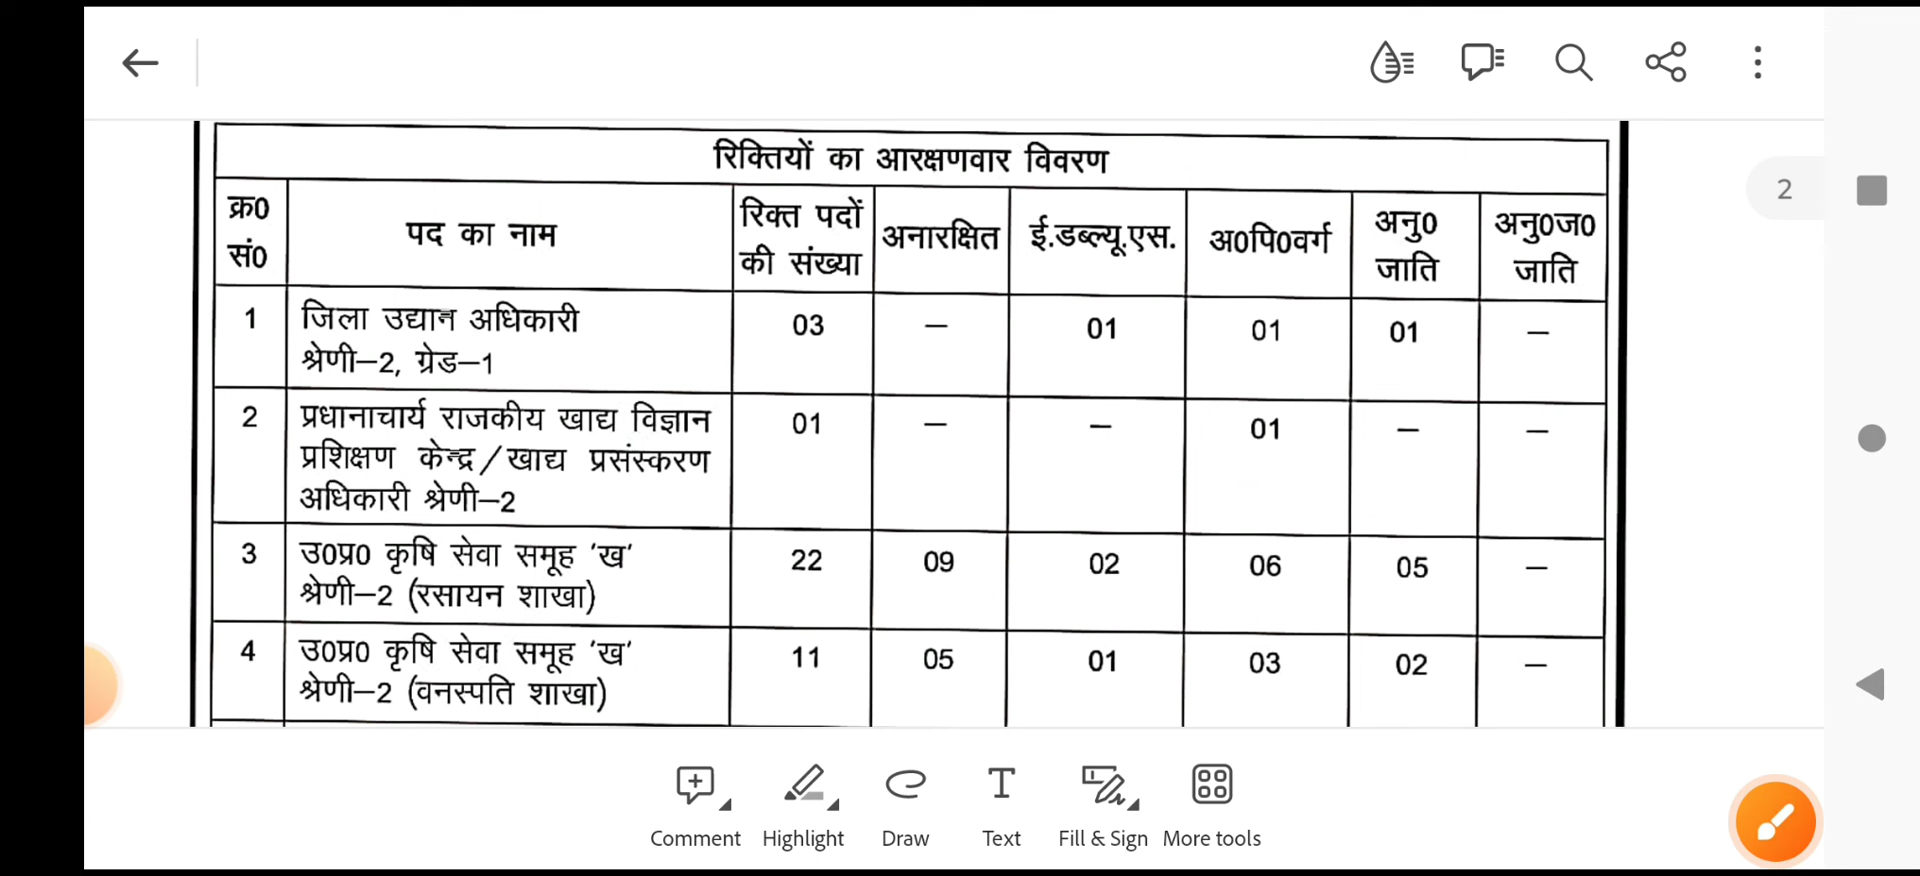 2
रिक्तियों का आरक्षणवार विवरण
क्र0 सं0 पद का नाम रिक्त पदों की संख्या अनारक्षित ई.डब्ल्यू.एस. अ0पि0वर्ग अनु0 जाति अनु0ज0 जाति
1 जिला उद्यान अधिकारी 03 – 01 01 01 –
श्रेणी–2, ग्रेड–1
2 प्रधानाचार्य राजकीय खाद्य विज्ञान 01 – – 01 – –
प्रशिक्षण केन्द्र/खाद्य प्रसंस्करण
अधिकारी श्रेणी–2
3 उ0प्र0 कृषि सेवा समूह 'ख' 22 09 02 06 05 –
श्रेणी–2 (रसायन शाखा)
4 उ0प्र0 कृषि सेवा समूह 'ख' 11 05 01 03 02 –
श्रेणी–2 (वनस्पति शाखा)
Comment Highlight Draw Text Fill & Sign More tools